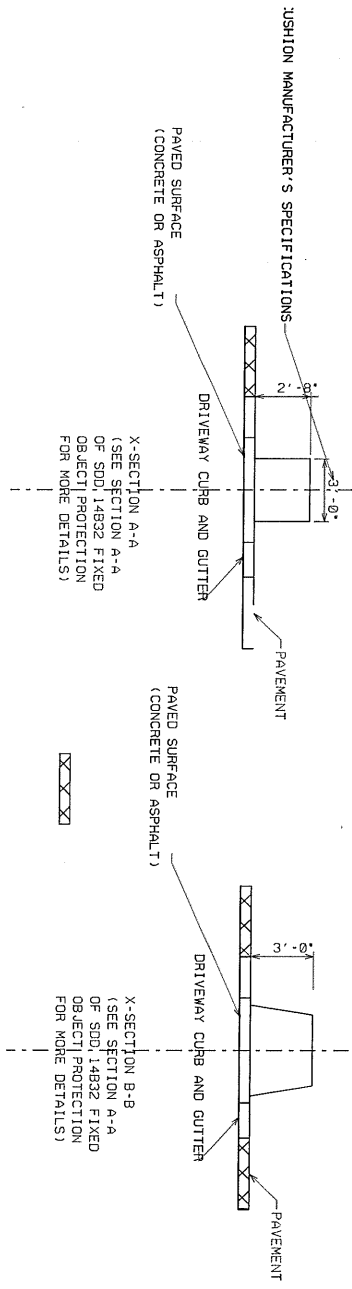 USHION MANUFACTURER'S SPECIFICATIONS
2'-8"
3'-0"
PAVED SURFACE
(CONCRETE OR ASPHALT)
DRIVEWAY CURB AND GUTTER
PAVEMENT
X-SECTION A-A
(SEE SECTION A-A
OF SDD 14B32 FIXED
OBJECT PROTECTION
FOR MORE DETAILS)
3'-0"
PAVED SURFACE
(CONCRETE OR ASPHALT)
DRIVEWAY CURB AND GUTTER
PAVEMENT
X-SECTION B-B
(SEE SECTION A-A
OF SDD 14B32 FIXED
OBJECT PROTECTION
FOR MORE DETAILS)